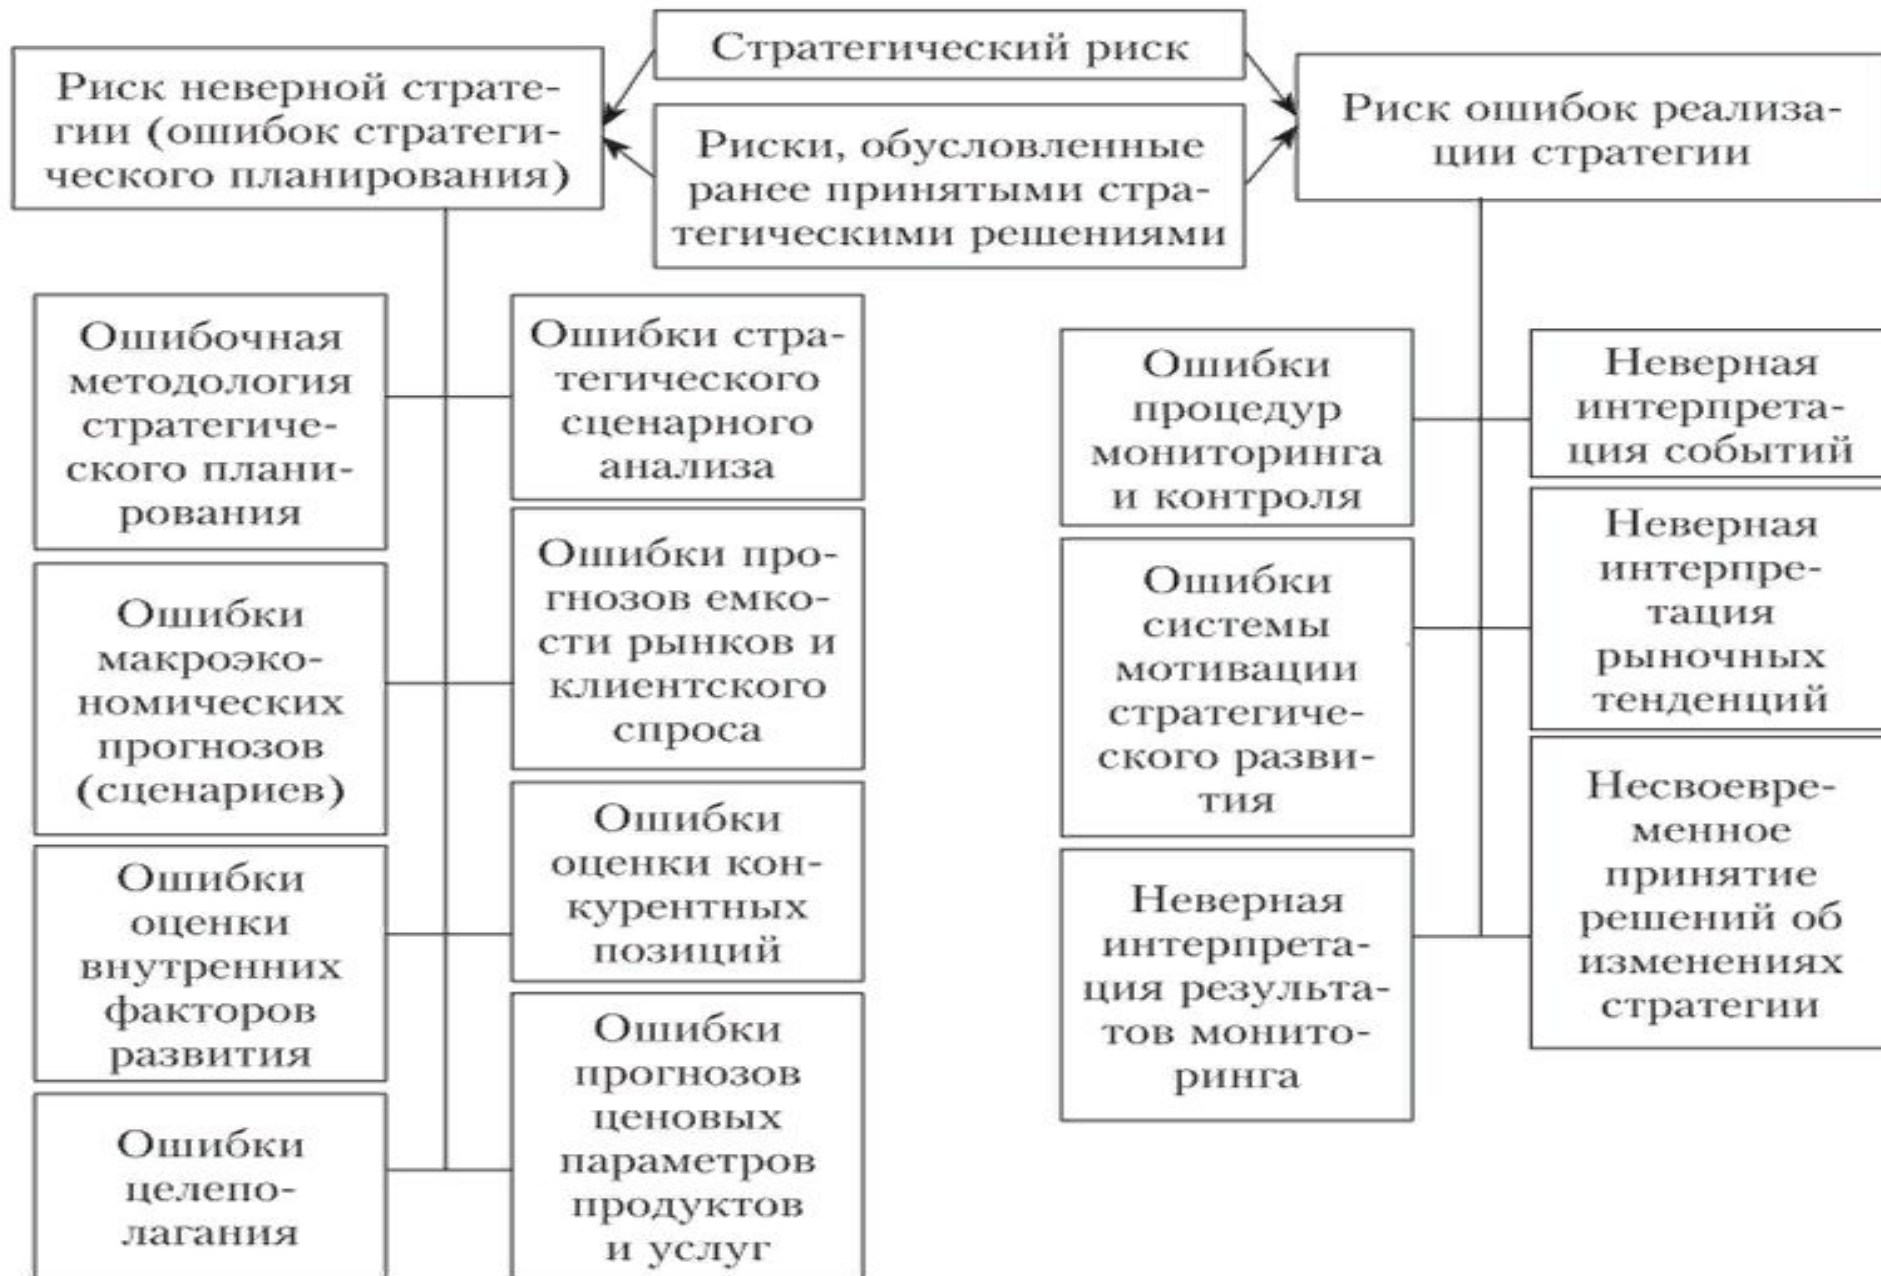 Стратегический риск
Риск неверной страте-
гии (ошибок стратеги-
ческого планирования)
Риски, обусловленные
ранее принятыми стра-
тегическими решениями
Риск ошибок реализа-
ции стратегии
Ошибочная
методология
стратегиче-
ского плани-
рования
Ошибки стра-
тегического
сценарного
анализа
Ошибки
макроэко-
номических
прогнозов
(сценариев)
Ошибки про-
гнозов емко-
сти рынков и
клиентского
спроса
Ошибки
оценки
внутренних
факторов
развития
Ошибки
оценки кон-
курентных
позиций
Ошибки
целепо-
лагания
Ошибки
прогнозов
ценовых
параметров
продуктов
и услуг
Ошибки
процедур
мониторинга
и контроля
Неверная
интерпрета-
ция событий
Ошибки
системы
мотивации
стратегиче-
ского разви-
тия
Неверная
интерпре-
тация
рыночных
тенденций
Неверная
интерпрета-
ция результа-
тов монито-
ринга
Несвоевре-
менное
принятие
решений об
изменениях
стратегии